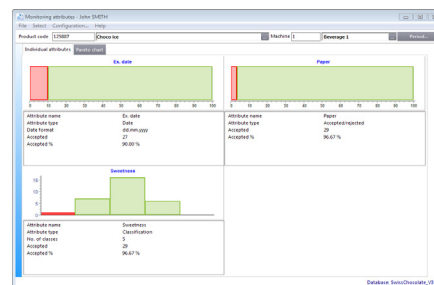 Monitoring attributes - John SMITH
File Select Configuration... Help
Product code 125887 Choco ice ... Machine 1 Beverage 1 ... Period...
Individual attributes Pareto chart
Ex. date Paper
0 10 20 30 40 50 60 70 80 90 100 0 10 20 30 40 50 60 70 80 90 100
Attribute name Ex. date Attribute name Paper
Attribute type Date Attribute type Accepted/rejected
Date format dd.mm.yyyy Accepted 29
Accepted 27 Accepted % 96.67 %
Accepted % 90.00 %
Sweetness
15
10
5
0
Attribute name Sweetness
Attribute type Classification
No. of classes 5
Accepted 29
Accepted % 96.67 %
Database: SwissChocolate_V3